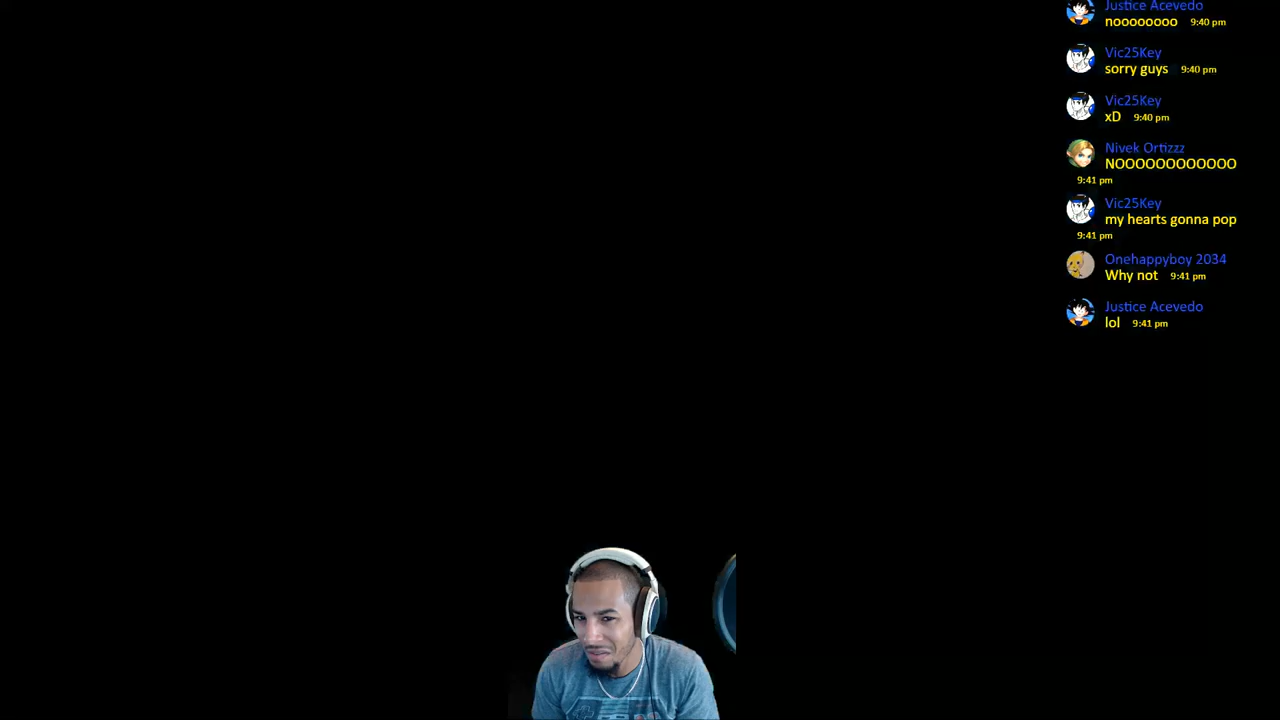 Justice Acevedo
noooooooo 9:40 pm
Vic25Key
sorry guys 9:40 pm
Vic25Key
xD 9:40 pm
Nivek Ortizzz
NOOOOOOOOOOOO
9:41 pm
Vic25Key
my hearts gonna pop
9:41 pm
Onehappyboy 2034
Why not 9:41 pm
Justice Acevedo
lol 9:41 pm